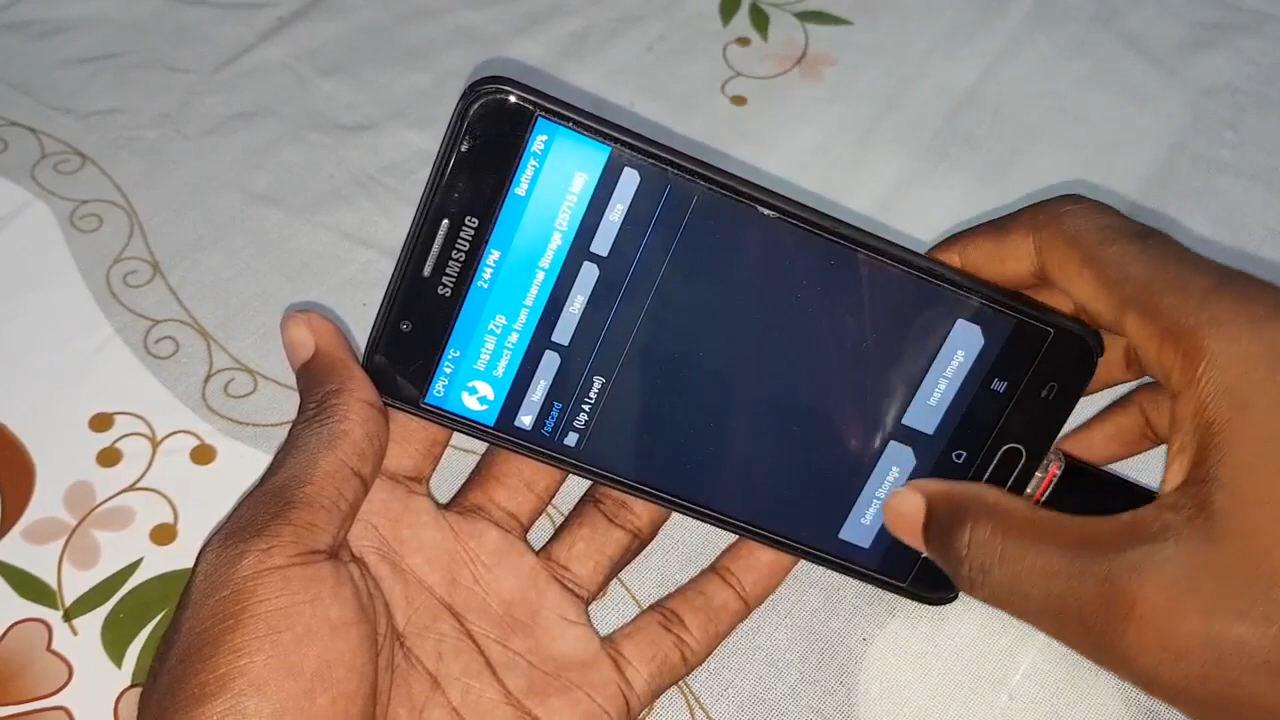 SAMSUNG
CPU: 47 °C
2:44 PM
Battery: 70%
Install Zip
Select File from Internal Storage (25715 MB)
Name
Date
Size
/sdcard
(Up A Level)
Select Storage
Install Image